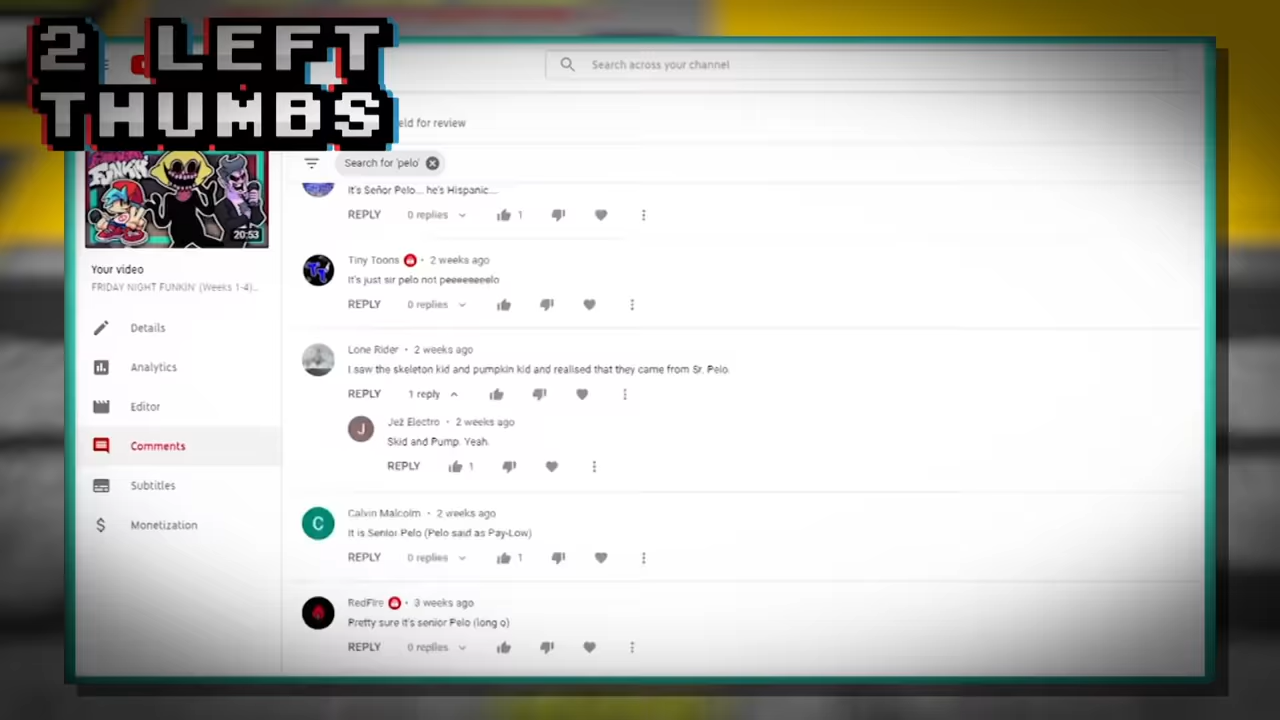 2 LEFT
THUMBS
Search across your channel
eld for review
Search for 'pelo'
FUNKIN
20:53
It's Señor Pelo... he's Hispanic...
REPLY 0 replies 1
Your video
FRIDAY NIGHT FUNKIN' (Weeks 1-4)...
Tiny Toons • 2 weeks ago
It's just sir pelo not peeeeeeeelo
REPLY 0 replies
Details
Analytics
Editor
Comments
Subtitles
Monetization
Lone Rider • 2 weeks ago
I saw the skeleton kid and pumpkin kid and realised that they came from Sr. Pelo.
REPLY 1 reply
J
Jež Electro • 2 weeks ago
Skid and Pump. Yeah.
REPLY 1
C
Calvin Malcolm • 2 weeks ago
It is Senior Pelo (Pelo said as Pay-Low)
REPLY 0 replies 1
RedFire • 3 weeks ago
Pretty sure it's senior Pelo (long o)
REPLY 0 replies